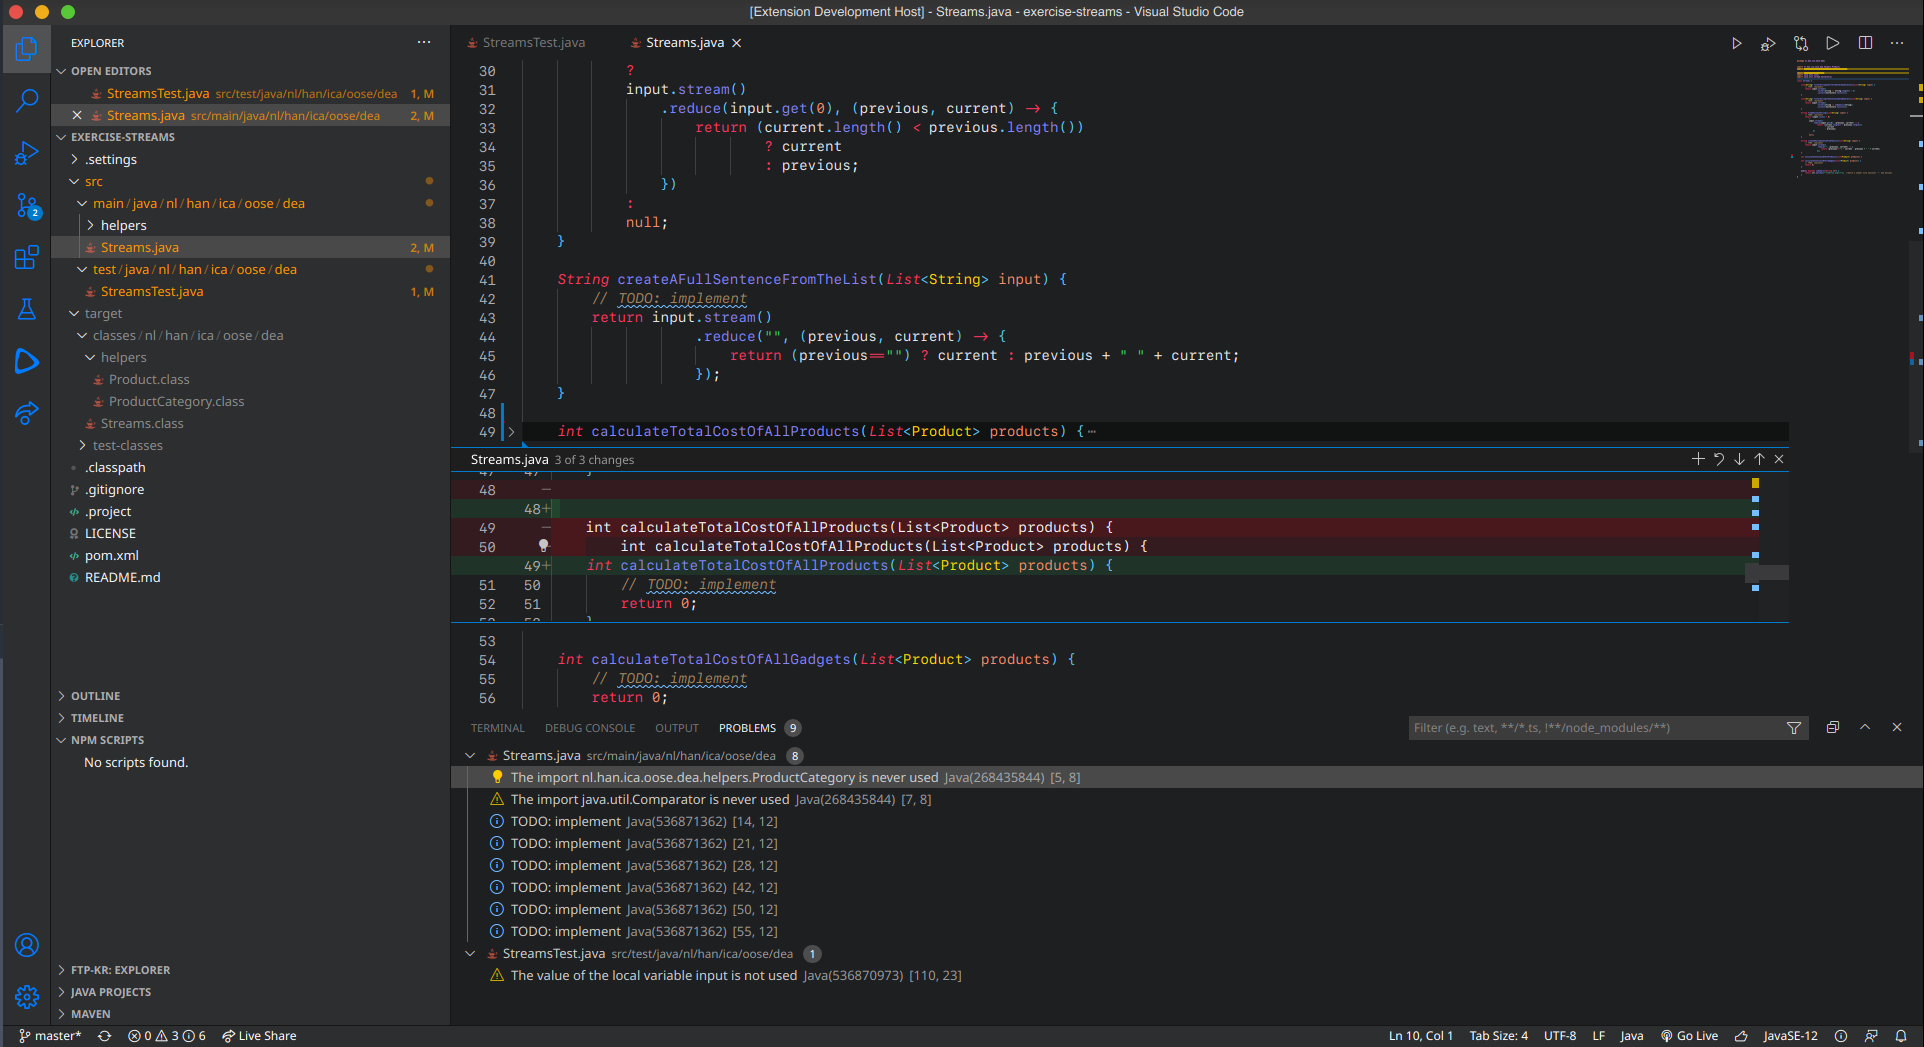 [Extension Development Host] - Streams.java - exercise-streams - Visual Studio Code
EXPLORER
OPEN EDITORS
StreamsTest.java src/test/java/nl/han/ica/oose/dea 1, M
Streams.java src/main/java/nl/han/ica/oose/dea 2, M
EXERCISE-STREAMS
.settings
src
main / java / nl / han / ica / oose / dea
helpers
Streams.java 2, M
test / java / nl / han / ica / oose / dea
StreamsTest.java 1, M
target
classes / nl / han / ica / oose / dea
helpers
Product.class
ProductCategory.class
Streams.class
test-classes
.classpath
.gitignore
.project
LICENSE
pom.xml
README.md
OUTLINE
TIMELINE
NPM SCRIPTS
No scripts found.
FTP-KR: EXPLORER
JAVA PROJECTS
MAVEN
2
StreamsTest.java
Streams.java
30 ?
31 input.stream()
32 .reduce(input.get(0), (previous, current) -> {
33 return (current.length() < previous.length())
34 ? current
35 : previous;
36 })
37 :
38 null;
39 }
40
41 String createAFullSentenceFromTheList(List<String> input) {
42 // TODO: implement
43 return input.stream()
44 .reduce("", (previous, current) -> {
45 return (previous=="") ? current : previous + " " + current;
46 });
47 }
48
49 int calculateTotalCostOfAllProducts(List<Product> products) {…
Streams.java 3 of 3 changes
48 −
48+
49 − int calculateTotalCostOfAllProducts(List<Product> products) {
50 int calculateTotalCostOfAllProducts(List<Product> products) {
49+ int calculateTotalCostOfAllProducts(List<Product> products) {
51 50 // TODO: implement
52 51 return 0;
53
54 int calculateTotalCostOfAllGadgets(List<Product> products) {
55 // TODO: implement
56 return 0;
TERMINAL DEBUG CONSOLE OUTPUT PROBLEMS 9
Filter (e.g. text, **/*.ts, !**/node_modules/**)
Streams.java src/main/java/nl/han/ica/oose/dea 8
The import nl.han.ica.oose.dea.helpers.ProductCategory is never used Java(268435844) [5, 8]
The import java.util.Comparator is never used Java(268435844) [7, 8]
TODO: implement Java(536871362) [14, 12]
TODO: implement Java(536871362) [21, 12]
TODO: implement Java(536871362) [28, 12]
TODO: implement Java(536871362) [42, 12]
TODO: implement Java(536871362) [50, 12]
TODO: implement Java(536871362) [55, 12]
StreamsTest.java src/test/java/nl/han/ica/oose/dea 1
The value of the local variable input is not used Java(536870973) [110, 23]
master* 0 3 6 Live Share Ln 10, Col 1 Tab Size: 4 UTF-8 LF Java Go Live JavaSE-12